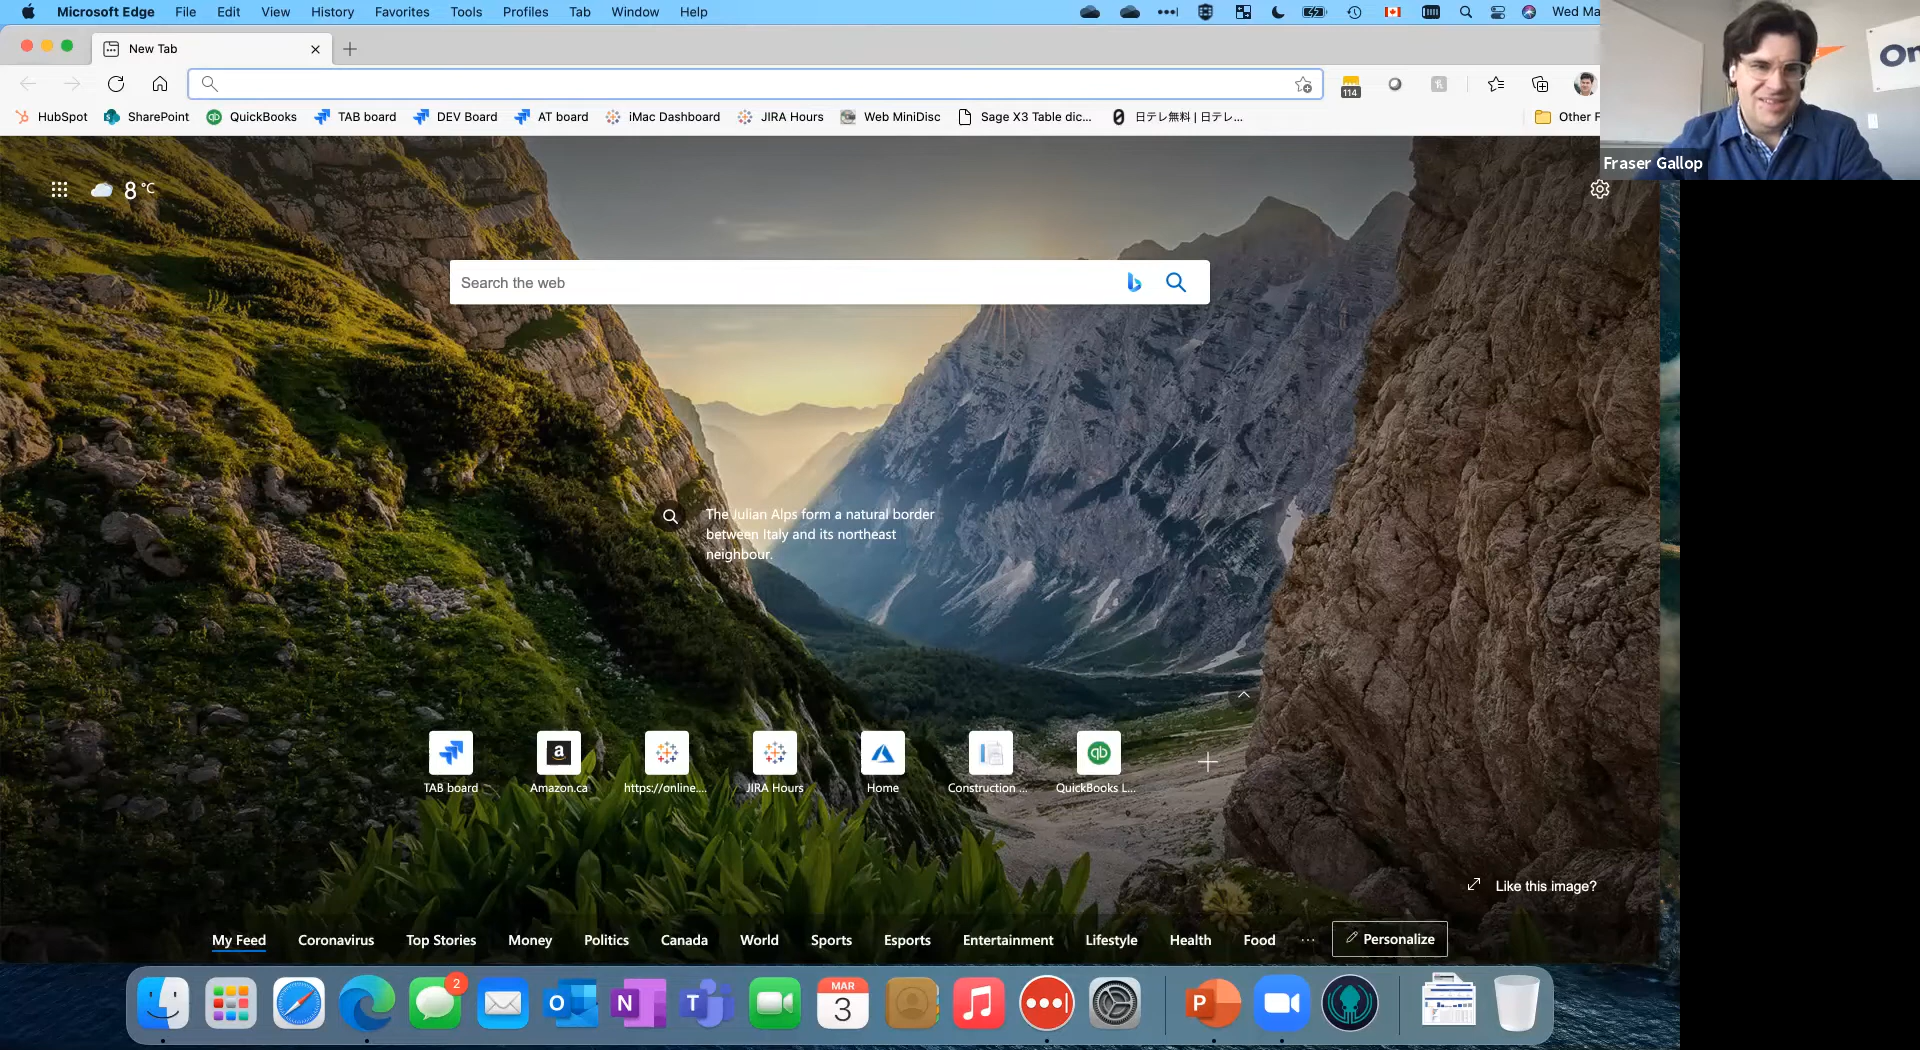 Microsoft Edge File Edit View History Favorites Tools Profiles Tab Window Help Wed Ma
New Tab
114
HubSpot SharePoint QuickBooks TAB board DEV Board AT board iMac Dashboard JIRA Hours Web MiniDisc Sage X3 Table dic... 日テレ無料 | 日テレ... Other F
On
Fraser Gallop
8 °C
Search the web
The Julian Alps form a natural border
between Italy and its northeast
neighbour.
TAB board Amazon.ca https://online.... JIRA Hours Home Construction ... QuickBooks L...
Like this image?
My Feed Coronavirus Top Stories Money Politics Canada World Sports Esports Entertainment Lifestyle Health Food ... Personalize
2
MAR
3